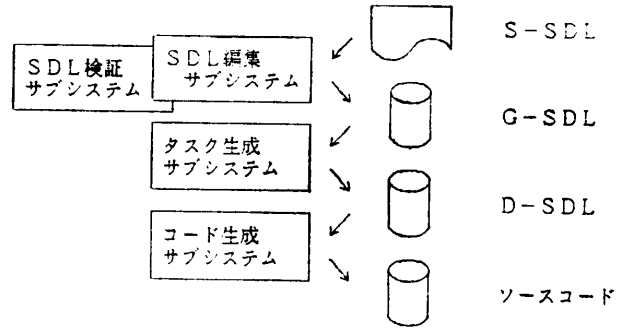 SDL検証
サブシステム
SDL編集
サブシステム
S-SDL
G-SDL
タスク生成
サブシステム
D-SDL
コード生成
サブシステム
ソースコード